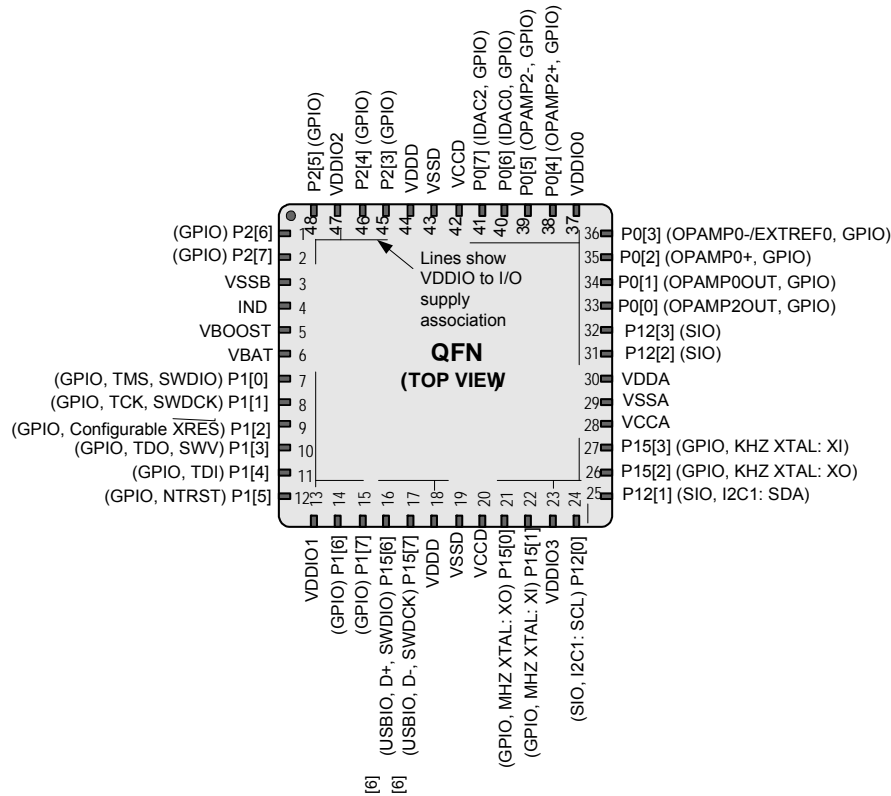 P2[5] (GPIO)
VDDIO2
P2[4] (GPIO)
P2[3] (GPIO)
VDDD
VSSD
VCCD
P0[7] (IDAC2, GPIO)
P0[6] (IDAC0, GPIO)
P0[5] (OPAMP2-, GPIO)
P0[4] (OPAMP2+, GPIO)
VDDIO0
48
47
46
45
44
43
42
41
40
39
38
37
(GPIO) P2[6] 1
(GPIO) P2[7] 2
VSSB 3
IND 4
VBOOST 5
VBAT 6
(GPIO, TMS, SWDIO) P1[0] 7
(GPIO, TCK, SWDCK) P1[1] 8
(GPIO, Configurable XRES) P1[2] 9
(GPIO, TDO, SWV) P1[3] 10
(GPIO, TDI) P1[4] 11
(GPIO, NTRST) P1[5] 12
Lines show
VDDIO to I/O
supply
association
QFN
(TOP VIEW)
36 P0[3] (OPAMP0-/EXTREF0, GPIO)
35 P0[2] (OPAMP0+, GPIO)
34 P0[1] (OPAMP0OUT, GPIO)
33 P0[0] (OPAMP2OUT, GPIO)
32 P12[3] (SIO)
31 P12[2] (SIO)
30 VDDA
29 VSSA
28 VCCA
27 P15[3] (GPIO, KHZ XTAL: XI)
26 P15[2] (GPIO, KHZ XTAL: XO)
25 P12[1] (SIO, I2C1: SDA)
13
14
15
16
17
18
19
20
21
22
23
24
VDDIO1
(GPIO) P1[6]
(GPIO) P1[7]
(USBIO, D+, SWDIO) P15[6]
(USBIO, D-, SWDCK) P15[7]
VDDD
VSSD
VCCD
(GPIO, MHZ XTAL: XO) P15[0]
(GPIO, MHZ XTAL: XI) P15[1]
VDDIO3
(SIO, I2C1: SCL) P12[0]
[6]
[6]